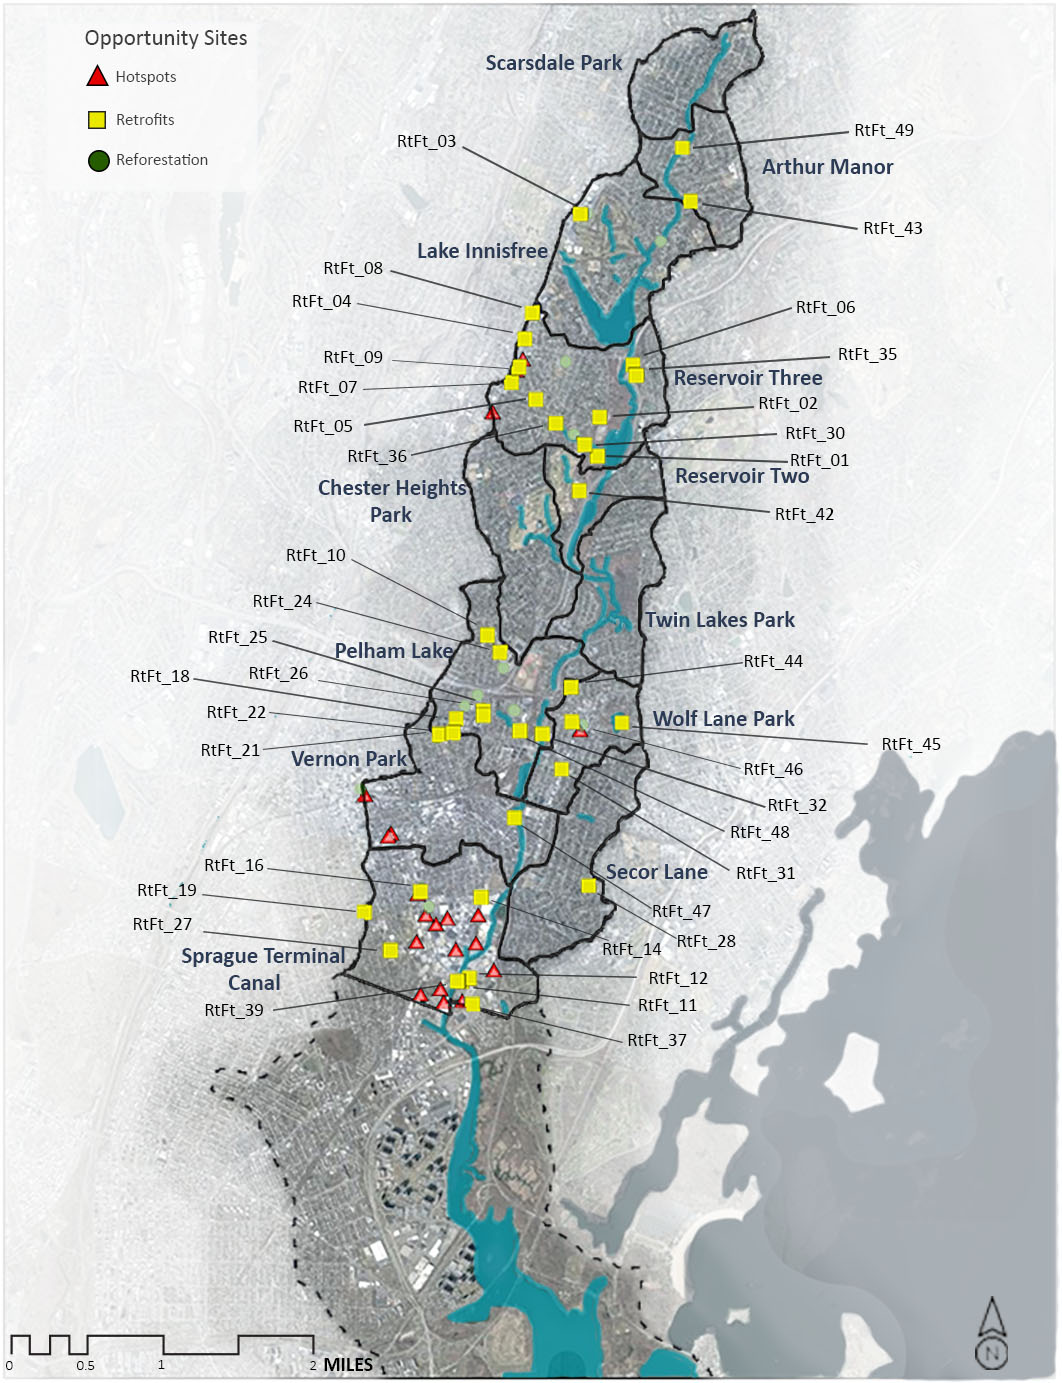 Opportunity Sites
Hotspots
Retrofits
Reforestation
Scarsdale Park
RtFt_49
RtFt_03
Arthur Manor
RtFt_43
Lake Innisfree
RtFt_08
RtFt_04
RtFt_06
RtFt_09
RtFt_35
Reservoir Three
RtFt_07
RtFt_02
RtFt_05
RtFt_30
RtFt_36
RtFt_01
Reservoir Two
Chester Heights
Park
RtFt_42
RtFt_10
RtFt_24
Twin Lakes Park
RtFt_25
Pelham Lake
RtFt_44
RtFt_26
RtFt_18
RtFt_22
Wolf Lane Park
RtFt_45
RtFt_21
Vernon Park
RtFt_46
RtFt_32
RtFt_48
RtFt_16
Secor Lane
RtFt_31
RtFt_19
RtFt_47
RtFt_27
RtFt_28
RtFt_14
Sprague Terminal
Canal
RtFt_12
RtFt_39
RtFt_11
RtFt_37
0 0.5 1 2 MILES
N